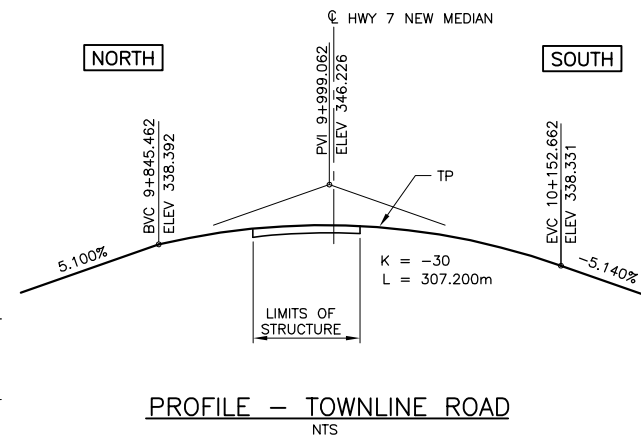 ℄ HWY 7 NEW MEDIAN
NORTH
SOUTH
PVI 9+999.062
ELEV 346.226
BVC 9+845.462
ELEV 338.392
EVC 10+152.662
ELEV 338.331
TP
5.100%
-5.140%
K = -30
L = 307.200m
LIMITS OF
STRUCTURE
PROFILE - TOWNLINE ROAD
NTS